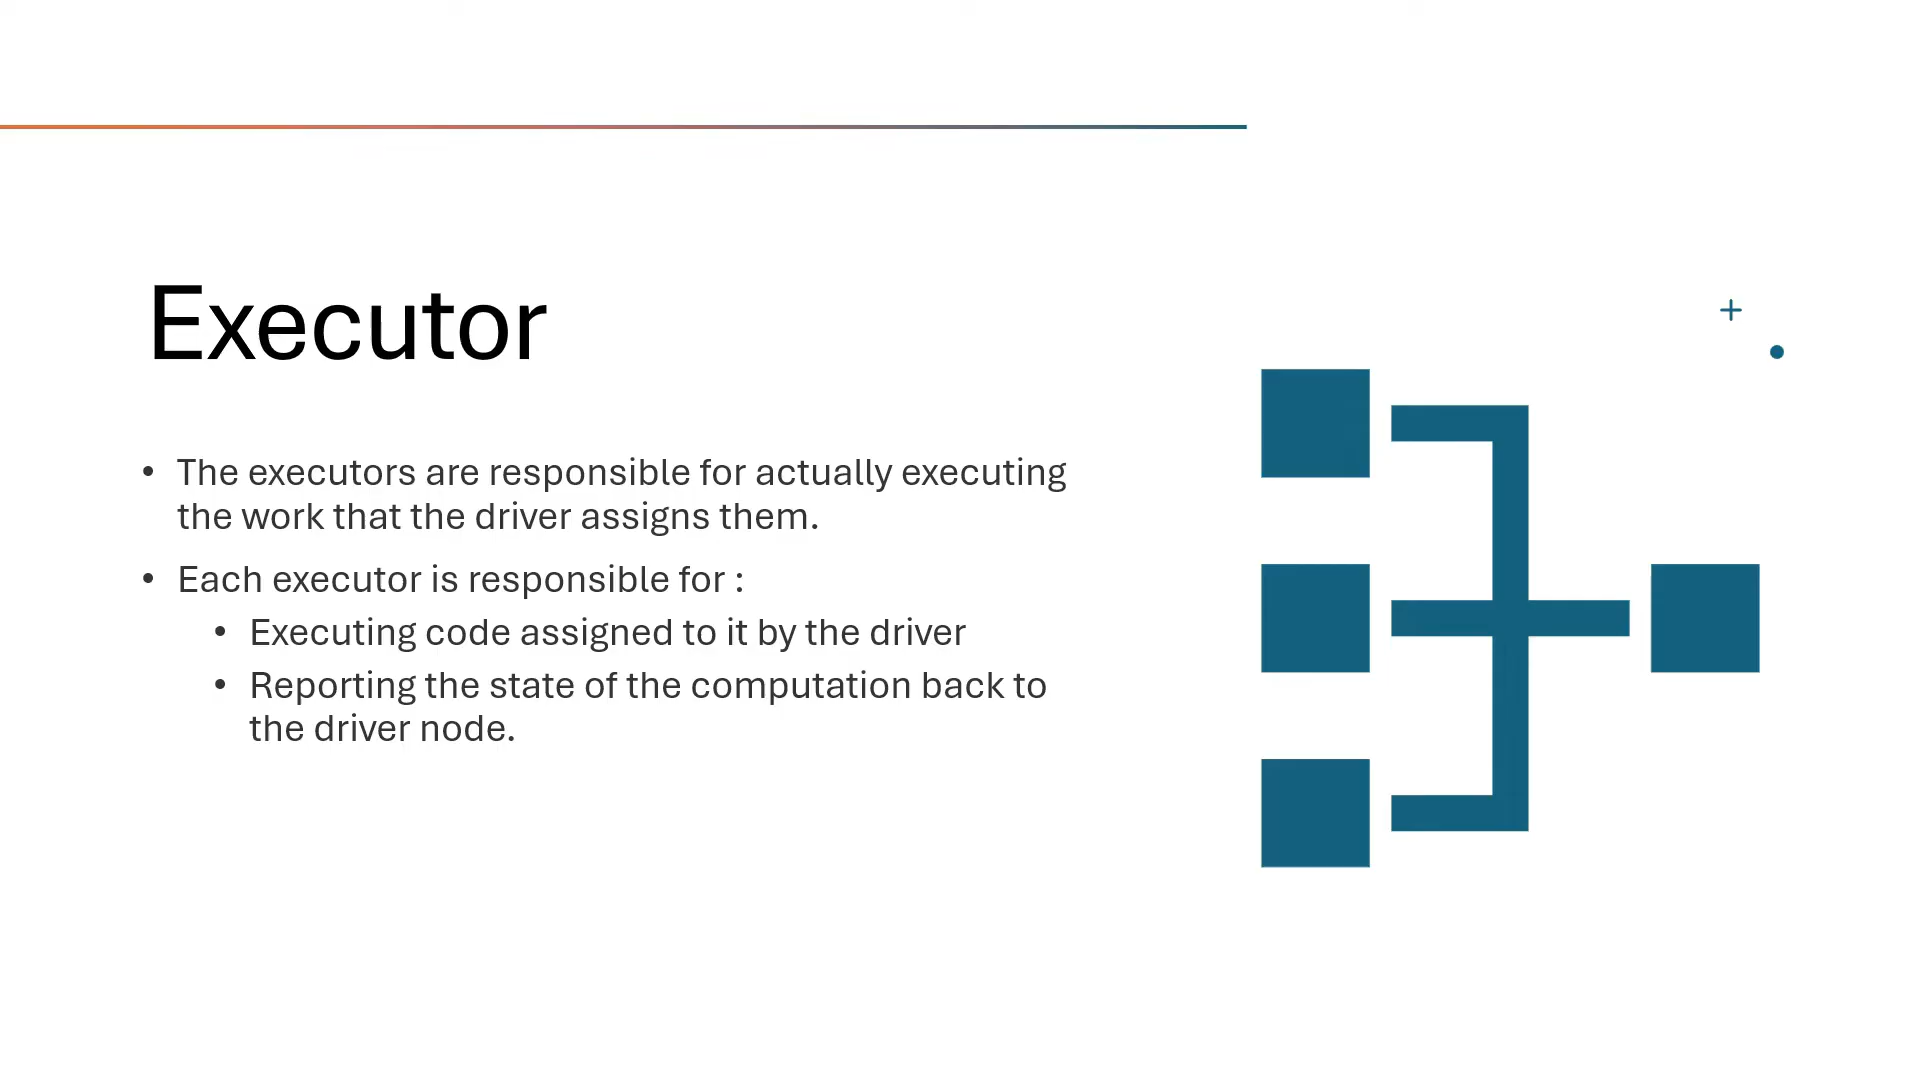 Executor
• The executors are responsible for actually executing
the work that the driver assigns them.
• Each executor is responsible for :
• Executing code assigned to it by the driver
• Reporting the state of the computation back to
the driver node.